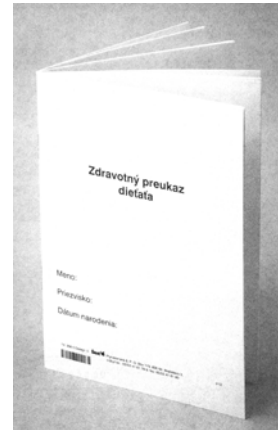 Zdravotný preukaz
dieťaťa
Meno:
Priezvisko:
Dátum narodenia: